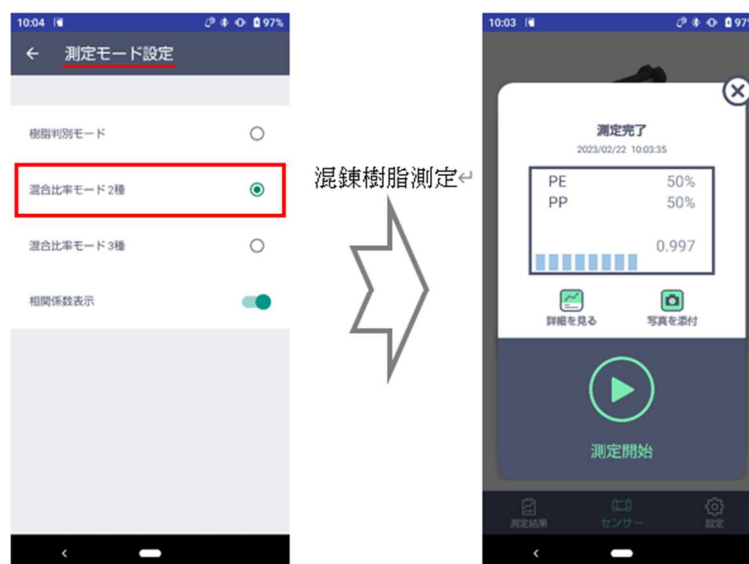 10:04
97%
測定モード設定
樹脂判別モード
混合比率モード2種
混合比率モード3種
相関係数表示
混錬樹脂測定↵
10:03
97%
測定完了
2023/02/22 10:03:35
PE 50%
PP 50%
0.997
詳細を見る 写真を添付
測定開始
測定結果 センサー 設定